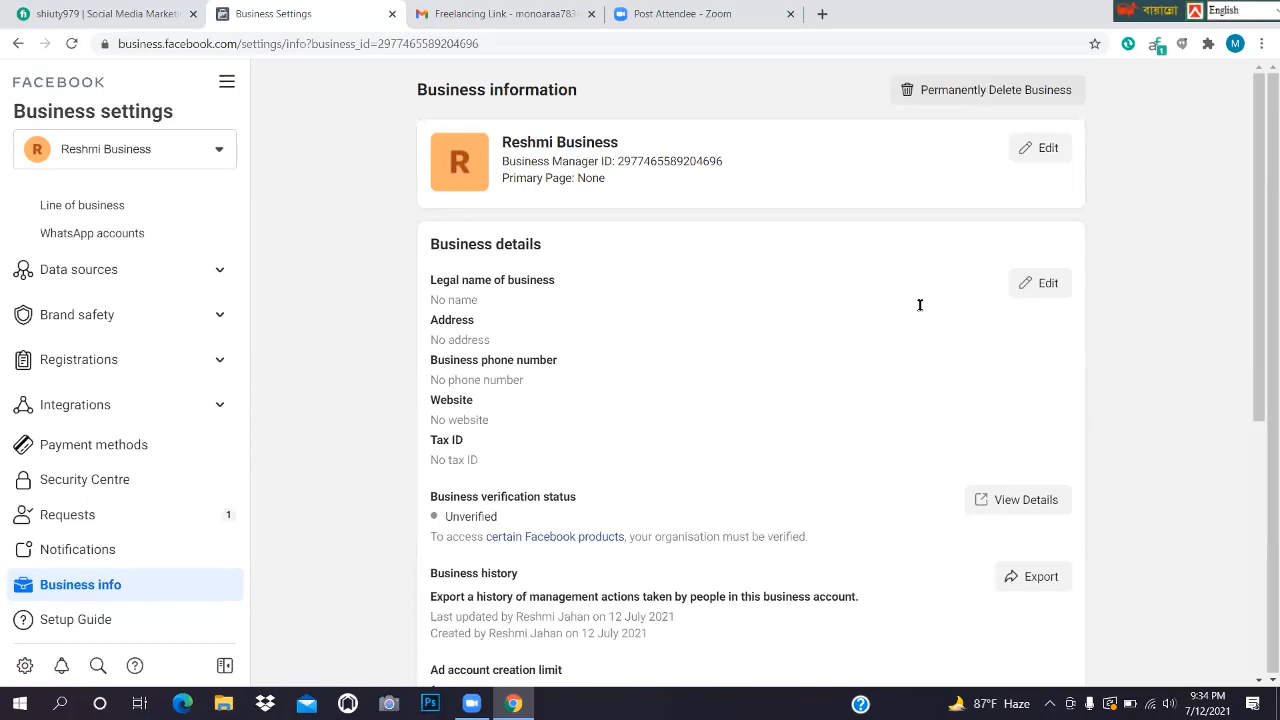 shiuty979 | Social Media Marketi
Business Settings
business.facebook.com/settings/info?business_id=
বায়ান্নো
English
1
M
FACEBOOK
Business settings
R
Reshmi Business
Line of business
WhatsApp accounts
Data sources
Brand safety
Registrations
Integrations
Payment methods
Security Centre
Requests 1
Notifications
Business info
Setup Guide
Business information
Permanently Delete Business
R
Reshmi Business
Business Manager ID: 2977465589204696
Primary Page: None
Edit
Business details
Legal name of business
Edit
No name
Address
No address
Business phone number
No phone number
Website
No website
Tax ID
No tax ID
Business verification status
View Details
Unverified
To access certain Facebook products, your organisation must be verified.
Business history
Export
Export a history of management actions taken by people in this business account.
Last updated by Reshmi Jahan on 12 July 2021
Created by Reshmi Jahan on 12 July 2021
Ad account creation limit
Ps
87°F Haze
9:34 PM
7/12/2021